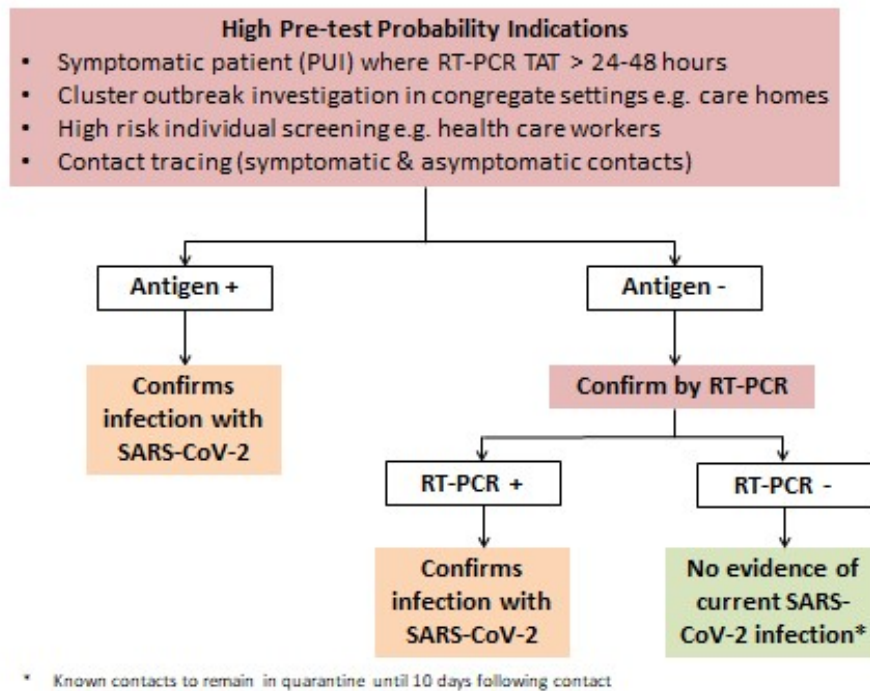 High Pre-test Probability Indications
• Symptomatic patient (PUI) where RT-PCR TAT > 24-48 hours
• Cluster outbreak investigation in congregate settings e.g. care homes
• High risk individual screening e.g. health care workers
• Contact tracing (symptomatic & asymptomatic contacts)
Antigen +
Antigen -
Confirms
infection with
SARS-CoV-2
Confirm by RT-PCR
RT-PCR +
RT-PCR -
Confirms
infection with
SARS-CoV-2
No evidence of
current SARS-
CoV-2 infection*
* Known contacts to remain in quarantine until 10 days following contact